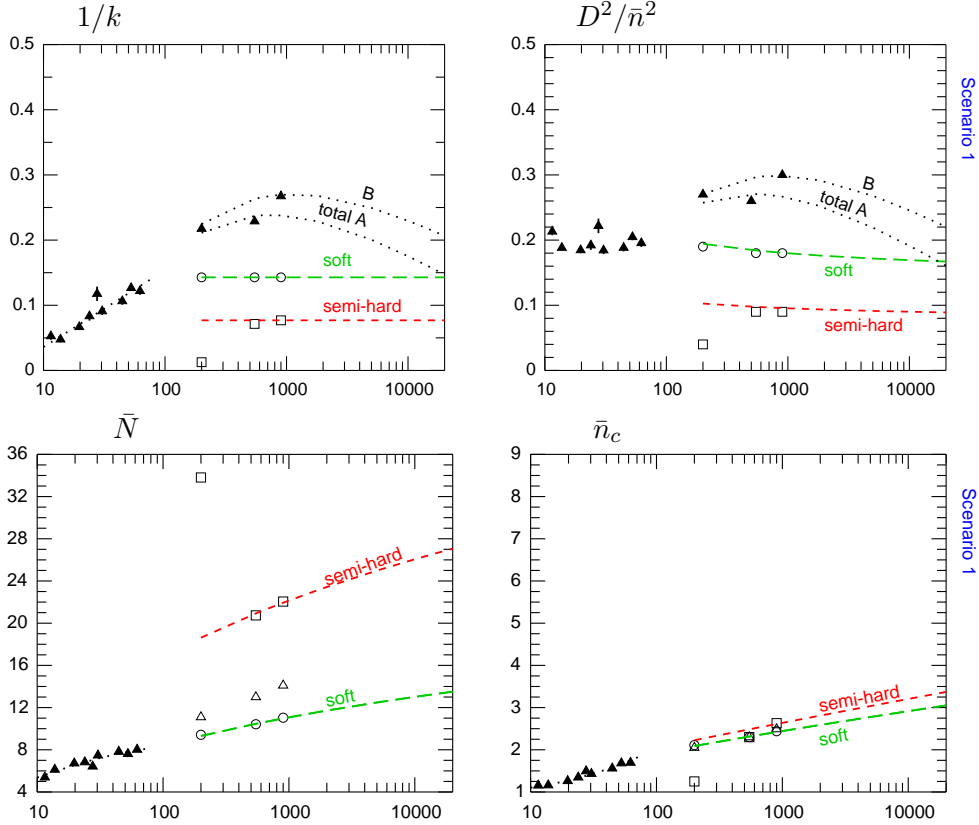 1/k
D²/n̄²
0.5
0.4
0.3
0.2
0.1
0
10
100
1000
10000
B
total A
soft
semi-hard
0.5
0.4
0.3
0.2
0.1
0
10
100
1000
10000
B
total A
soft
semi-hard
Scenario 1
N̄
n̄c
36
32
28
24
20
16
12
8
4
10
100
1000
10000
semi-hard
soft
9
8
7
6
5
4
3
2
1
10
100
1000
10000
semi-hard
soft
Scenario 1